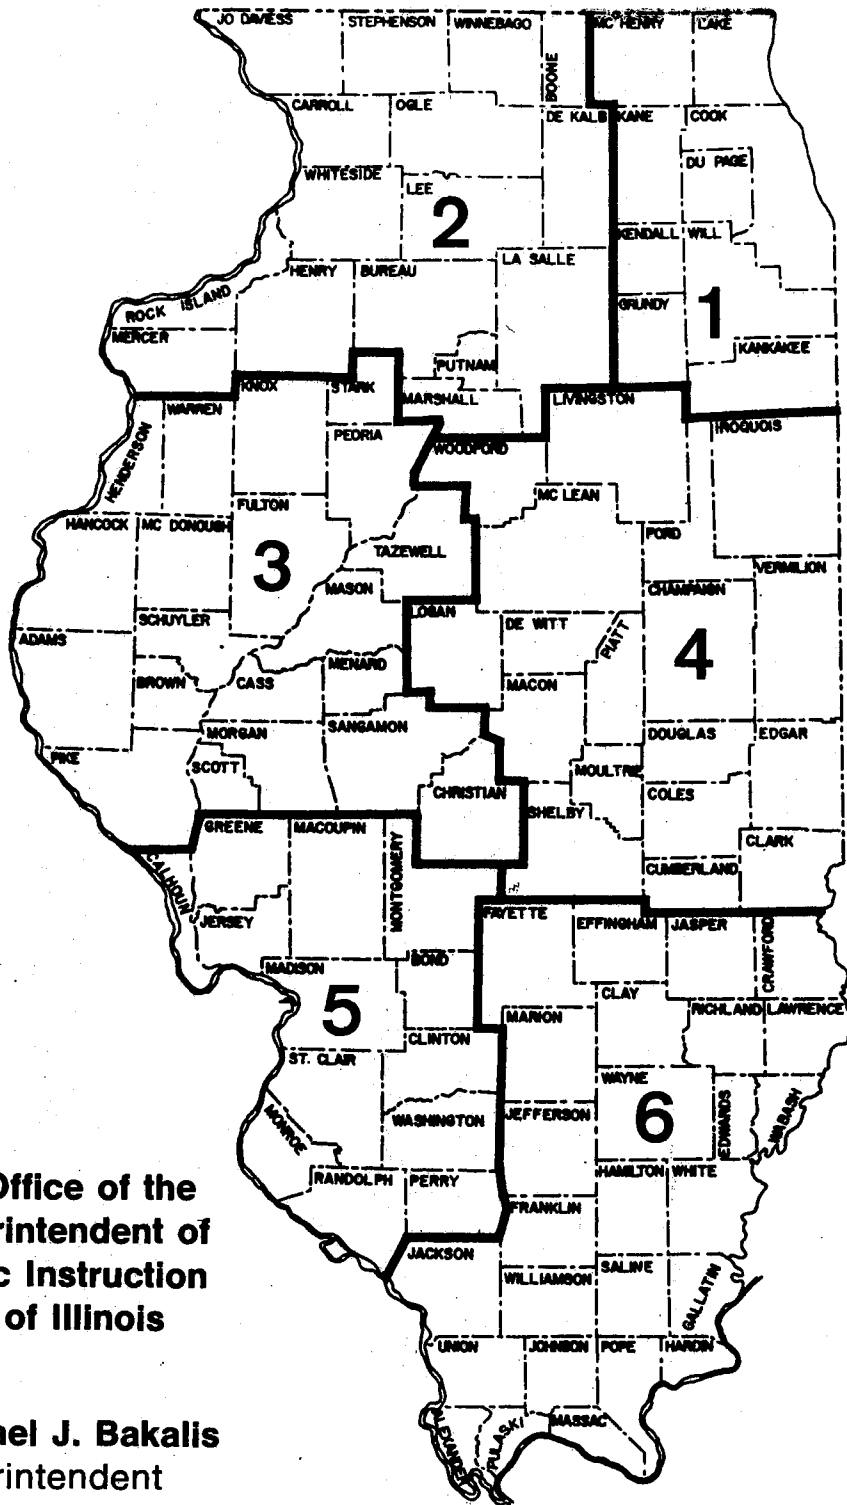 JO DAVIESS STEPHENSON WINNEBAGO BOONE MC HENRY LAKE
CARROLL OGLE DE KALB KANE COOK
DU PAGE
WHITESIDE LEE
2
KENDALL WILL
LA SALLE
HENRY BUREAU
ROCK ISLAND
GRUNDY
1
MERCER
KANKAKEE
PUTNAM
KNOX STARK
MARSHALL LIVINGSTON
WARREN
IROQUOIS
PEORIA
HENDERSON
WOODFORD
MC LEAN
FULTON
HANCOCK MC DONOUGH
FORD
TAZEWELL
3
VERMILION
MASON
CHAMPAIGN
LOGAN
SCHUYLER DE WITT
ADAMS
PIATT
4
MENARD
BROWN CASS MACON
MORGAN SANGAMON DOUGLAS EDGAR
PIKE
SCOTT MOULTRIE
CHRISTIAN COLES
SHELBY
GREENE MACOUPIN
MONTGOMERY
CLARK
CUMBERLAND
CALHOUN
JERSEY
FAYETTE EFFINGHAM JASPER
CRAWFORD
BOND
MADISON
5
CLAY
RICHLAND LAWRENCE
MARION
CLINTON
ST. CLAIR
WAYNE
JEFFERSON
6
EDWARDS
WABASH
WASHINGTON
MONROE
RANDOLPH PERRY
HAMILTON WHITE
FRANKLIN
JACKSON
WILLIAMSON SALINE
GALLATIN
UNION JOHNSON POPE HARDIN
ALEXANDER PULASKI MASSAC
Office of the
rintendent of
c Instruction
of Illinois
ael J. Bakalis
rintendent